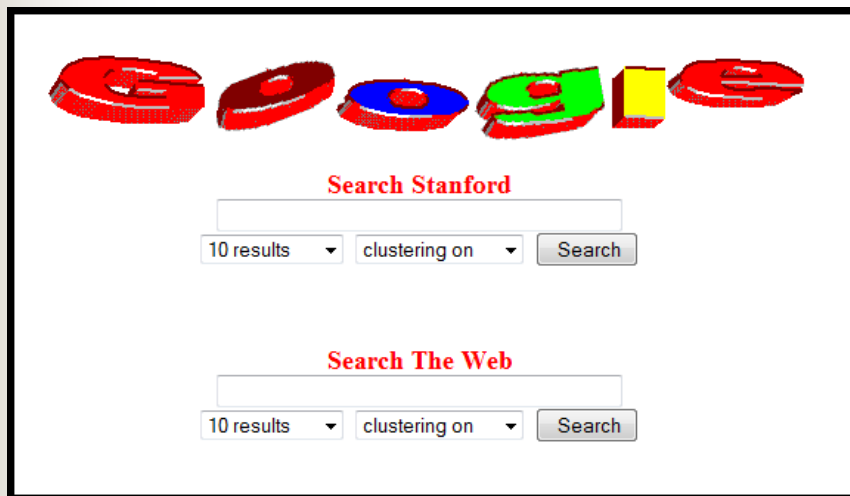 Google
Search Stanford
10 results clustering on Search
Search The Web
10 results clustering on Search